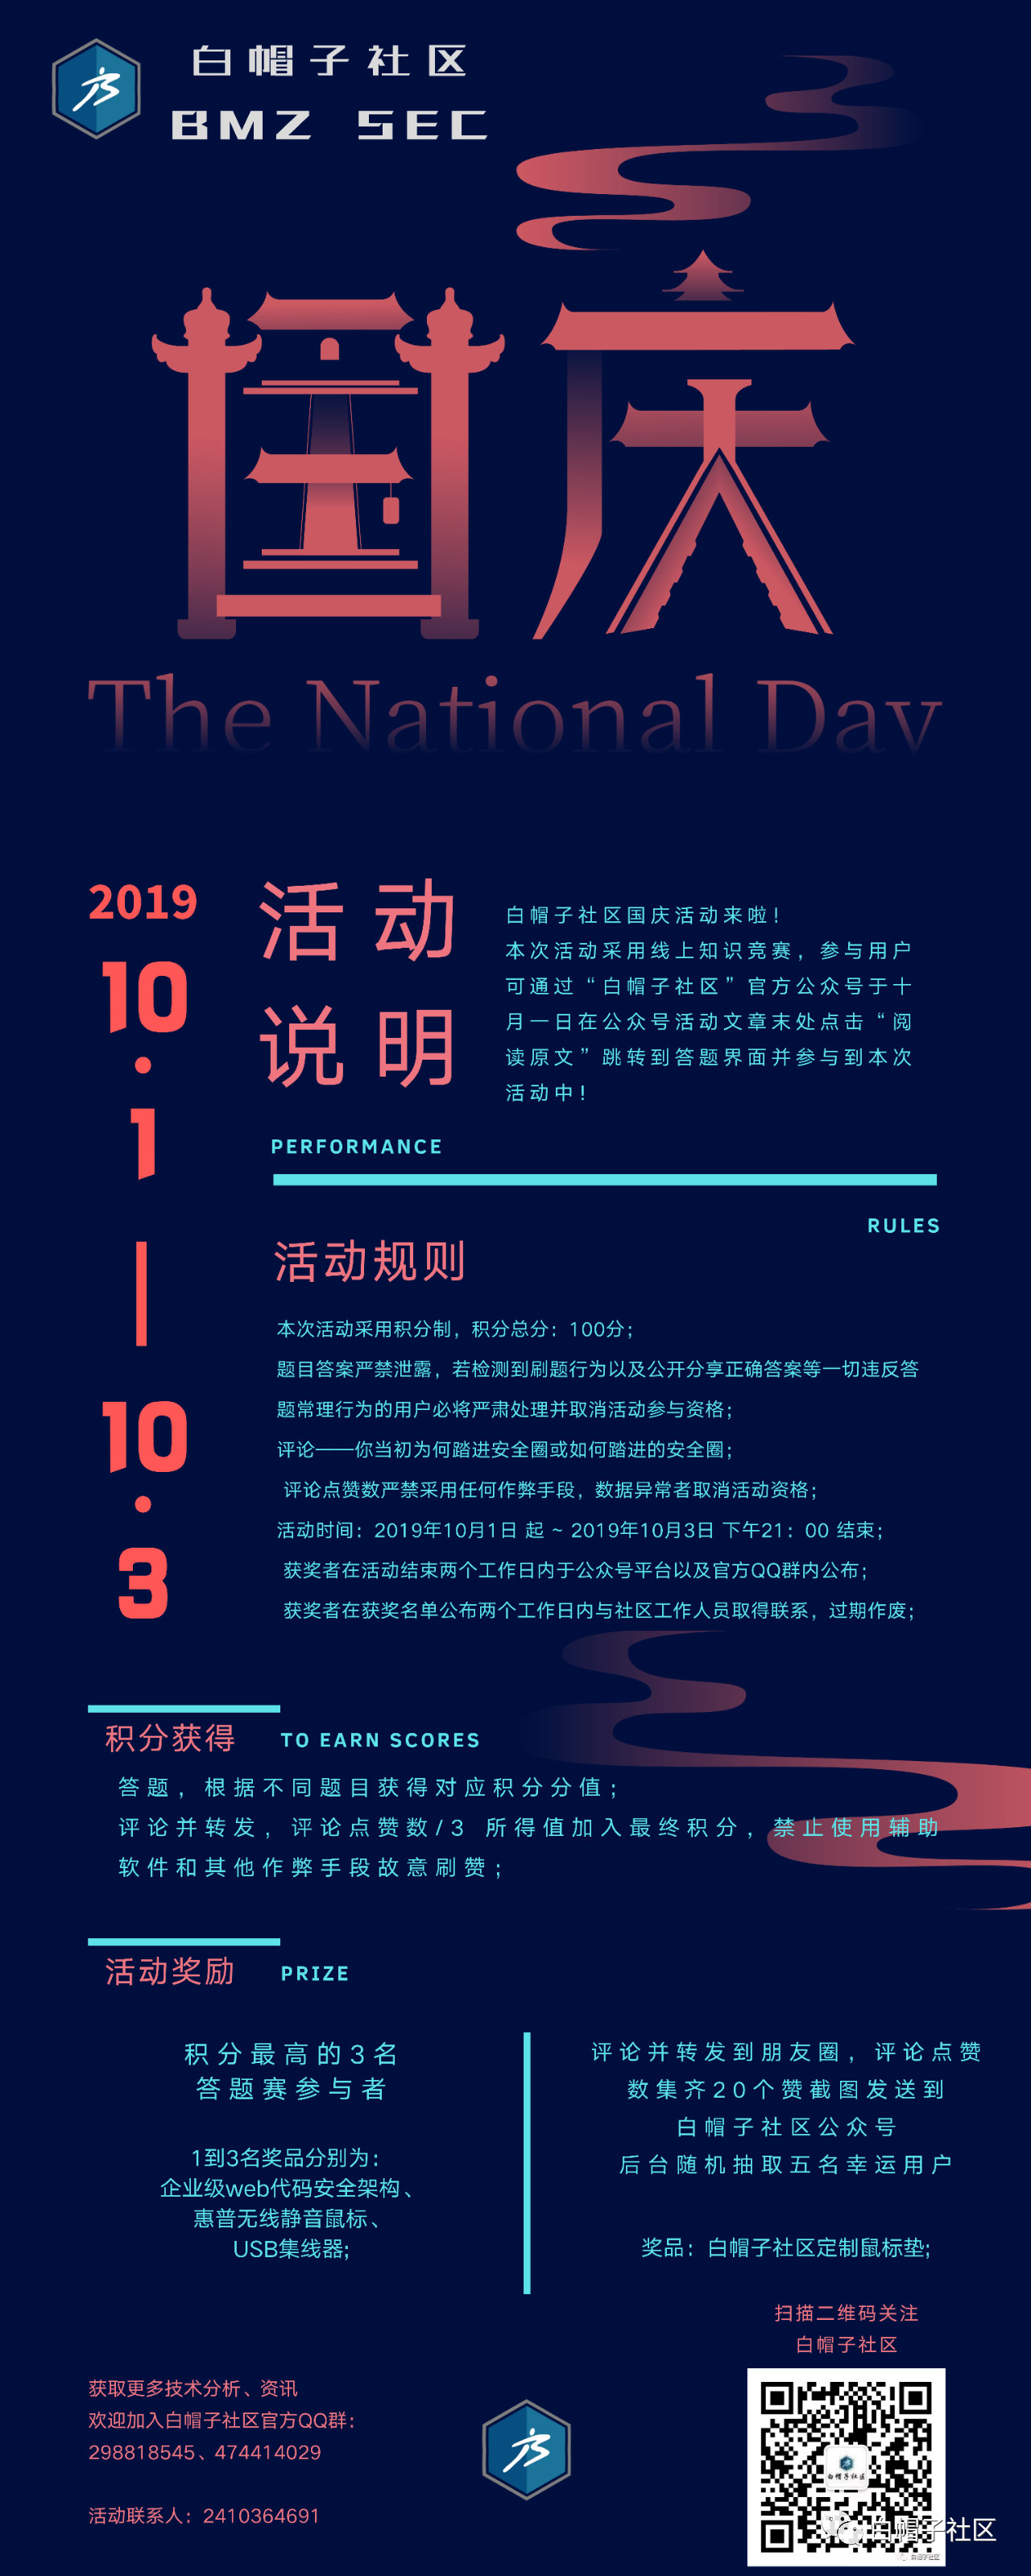 白帽子社区
BMZ SEC
国庆
The National Day
2019
10
·
1
|
10
·
3
活动
说明
白帽子社区国庆活动来啦！
本次活动采用线上知识竞赛，参与用户
可通过“白帽子社区”官方公众号于十
月一日在公众号活动文章末处点击“阅
读原文”跳转到答题界面并参与到本次
活动中！
PERFORMANCE
RULES
活动规则
本次活动采用积分制，积分总分：100分；
题目答案严禁泄露，若检测到刷题行为以及公开分享正确答案等一切违反答
题常理行为的用户必将严肃处理并取消活动参与资格；
评论——你当初为何踏进安全圈或如何踏进的安全圈；
评论点赞数严禁采用任何作弊手段，数据异常者取消活动资格；
活动时间：2019年10月1日 起 ~ 2019年10月3日 下午21：00 结束；
获奖者在活动结束两个工作日内于公众号平台以及官方QQ群内公布；
获奖者在获奖名单公布两个工作日内与社区工作人员取得联系，过期作废；
积分获得 TO EARN SCORES
答题，根据不同题目获得对应积分分值；
评论并转发，评论点赞数/3 所得值加入最终积分，禁止使用辅助
软件和其他作弊手段故意刷赞；
活动奖励 PRIZE
积分最高的3名
答题赛参与者
1到3名奖品分别为：
企业级web代码安全架构、
惠普无线静音鼠标、
USB集线器;
评论并转发到朋友圈，评论点赞
数集齐20个赞截图发送到
白帽子社区公众号
后台随机抽取五名幸运用户
奖品：白帽子社区定制鼠标垫;
扫描二维码关注
白帽子社区
获取更多技术分析、资讯
欢迎加入白帽子社区官方QQ群：
298818545、474414029
活动联系人：2410364691
白帽子社区
白帽子社区
白帽子社区